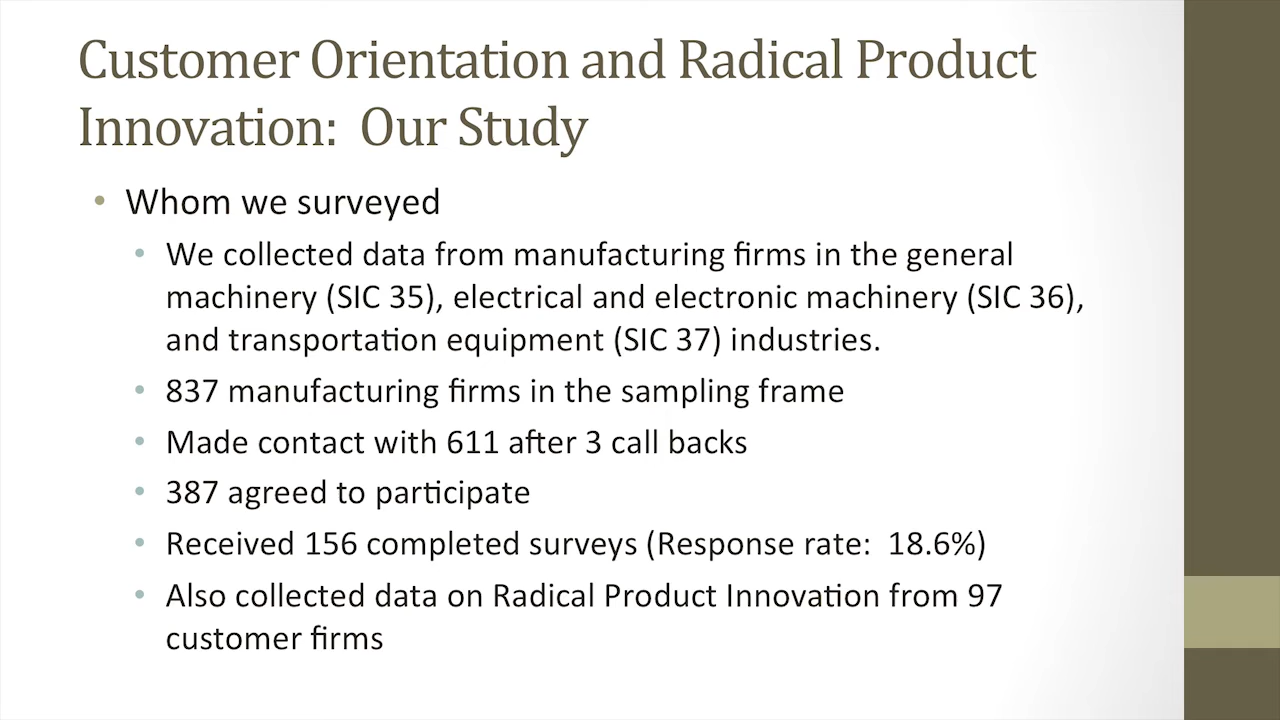 Customer Orientation and Radical Product
Innovation: Our Study
• Whom we surveyed
• We collected data from manufacturing firms in the general
machinery (SIC 35), electrical and electronic machinery (SIC 36),
and transportation equipment (SIC 37) industries.
• 837 manufacturing firms in the sampling frame
• Made contact with 611 after 3 call backs
• 387 agreed to participate
• Received 156 completed surveys (Response rate: 18.6%)
• Also collected data on Radical Product Innovation from 97
customer firms